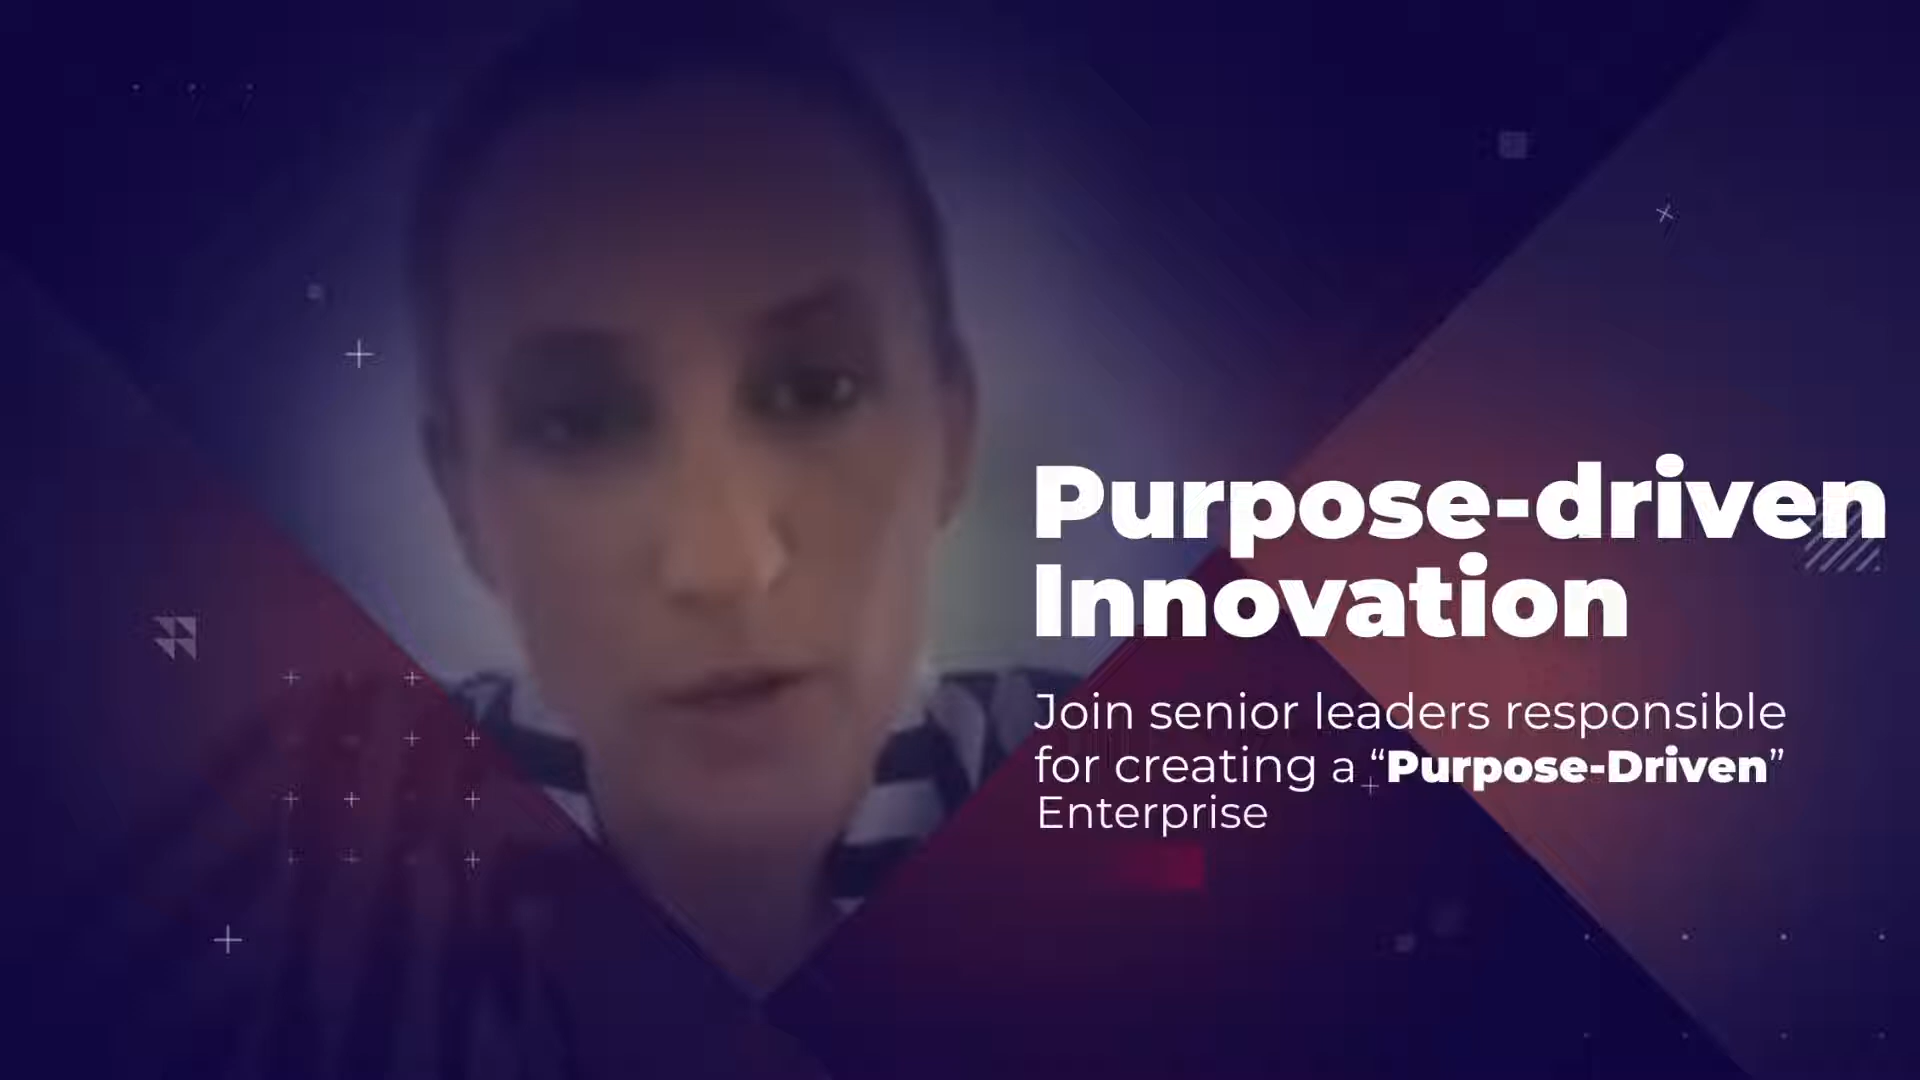 Purpose-driven
Innovation
Join senior leaders responsible
for creating a “Purpose-Driven”
Enterprise